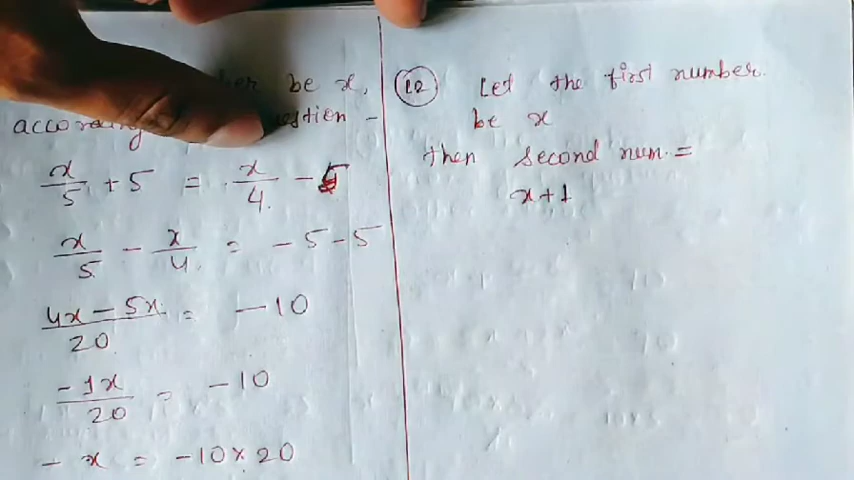 be x,
according question -
x/5 + 5 = x/4 - 5
x/5 - x/4 = - 5 - 5
4x - 5x / 20 = - 10
- 1x / 20 = - 10
- x = - 10 x 20
12 Let the first number.
be x
then second num. =
x + 1